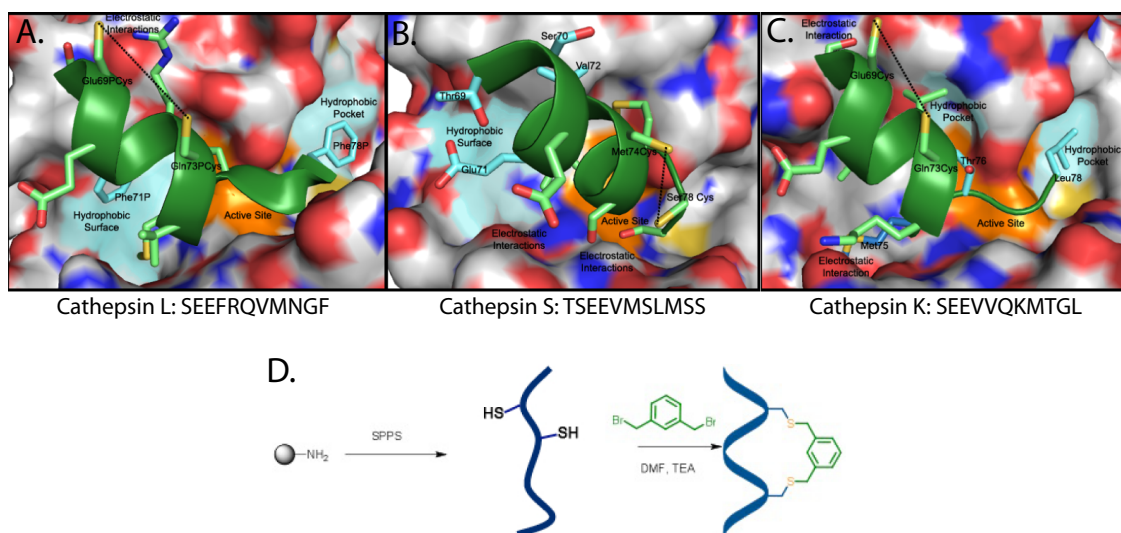 A.
Electrostatic
Interactions
Glu69PCys
Hydrophobic
Pocket
Phe78P
Gln73PCys
Phe71P
Hydrophobic
Surface
Active Site
B.
Ser70
Val72
Thr69
Hydrophobic
Surface
Glu71
Met74Cys
Ser78 Cys
Active Site
Electrostatic
Interactions
Electrostatic
Interactions
C.
Electrostatic
Interaction
Glu69Cys
Hydrophobic
Pocket
Gln73Cys
Thr76
Hydrophobic
Pocket
Leu78
Active Site
Met75
Electrostatic
Interaction
Cathepsin L: SEEFRQVMNGF
Cathepsin S: TSEEVMSLMSS
Cathepsin K: SEEVVQKMTGL
D.
NH2
SPPS
HS
SH
Br
Br
DMF, TEA
S
S